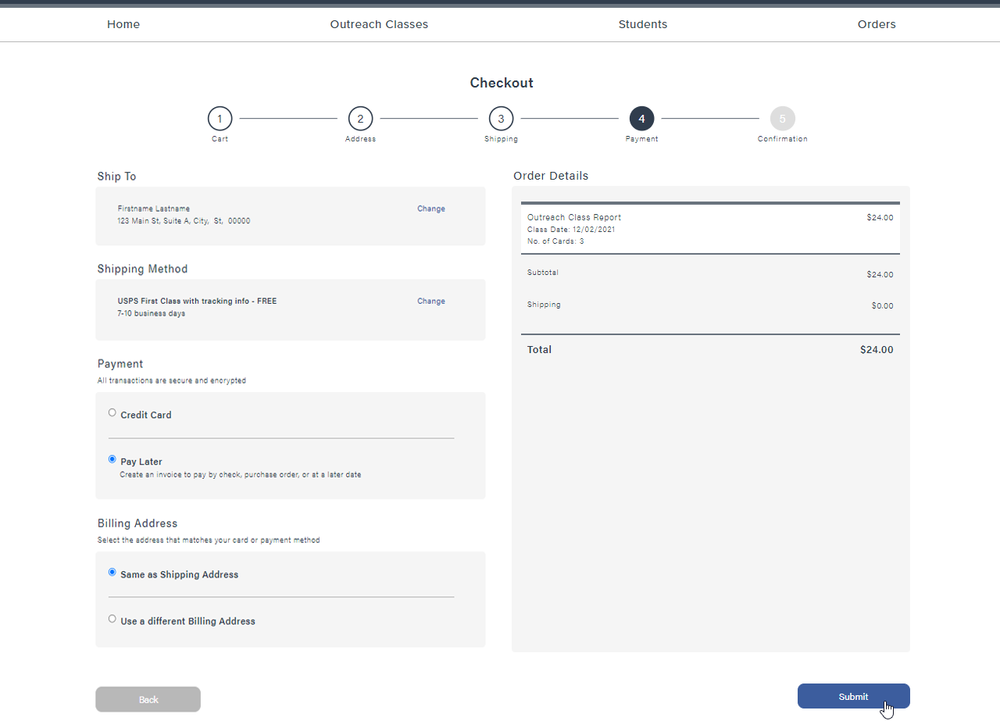 Home
Outreach Classes
Students
Orders
Checkout
1
2
3
4
5
Cart
Address
Shipping
Payment
Confirmation
Ship To
Firstname Lastname
Change
123 Main St, Suite A, City, St, 00000
Shipping Method
USPS First Class with tracking info - FREE
Change
7-10 business days
Payment
All transactions are secure and encrypted
Credit Card
Pay Later
Create an invoice to pay by check, purchase order, or at a later date
Billing Address
Select the address that matches your card or payment method
Same as Shipping Address
Use a different Billing Address
Order Details
Outreach Class Report $24.00
Class Date: 12/02/2021
No. of Cards: 3
Subtotal $24.00
Shipping $0.00
Total $24.00
Back
Submit